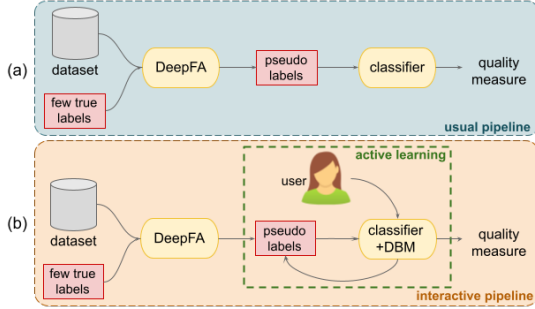 (a)
dataset
few true
labels
DeepFA
pseudo
labels
classifier
quality
measure
usual pipeline
(b)
dataset
few true
labels
DeepFA
active learning
user
pseudo
labels
classifier
+DBM
quality
measure
interactive pipeline